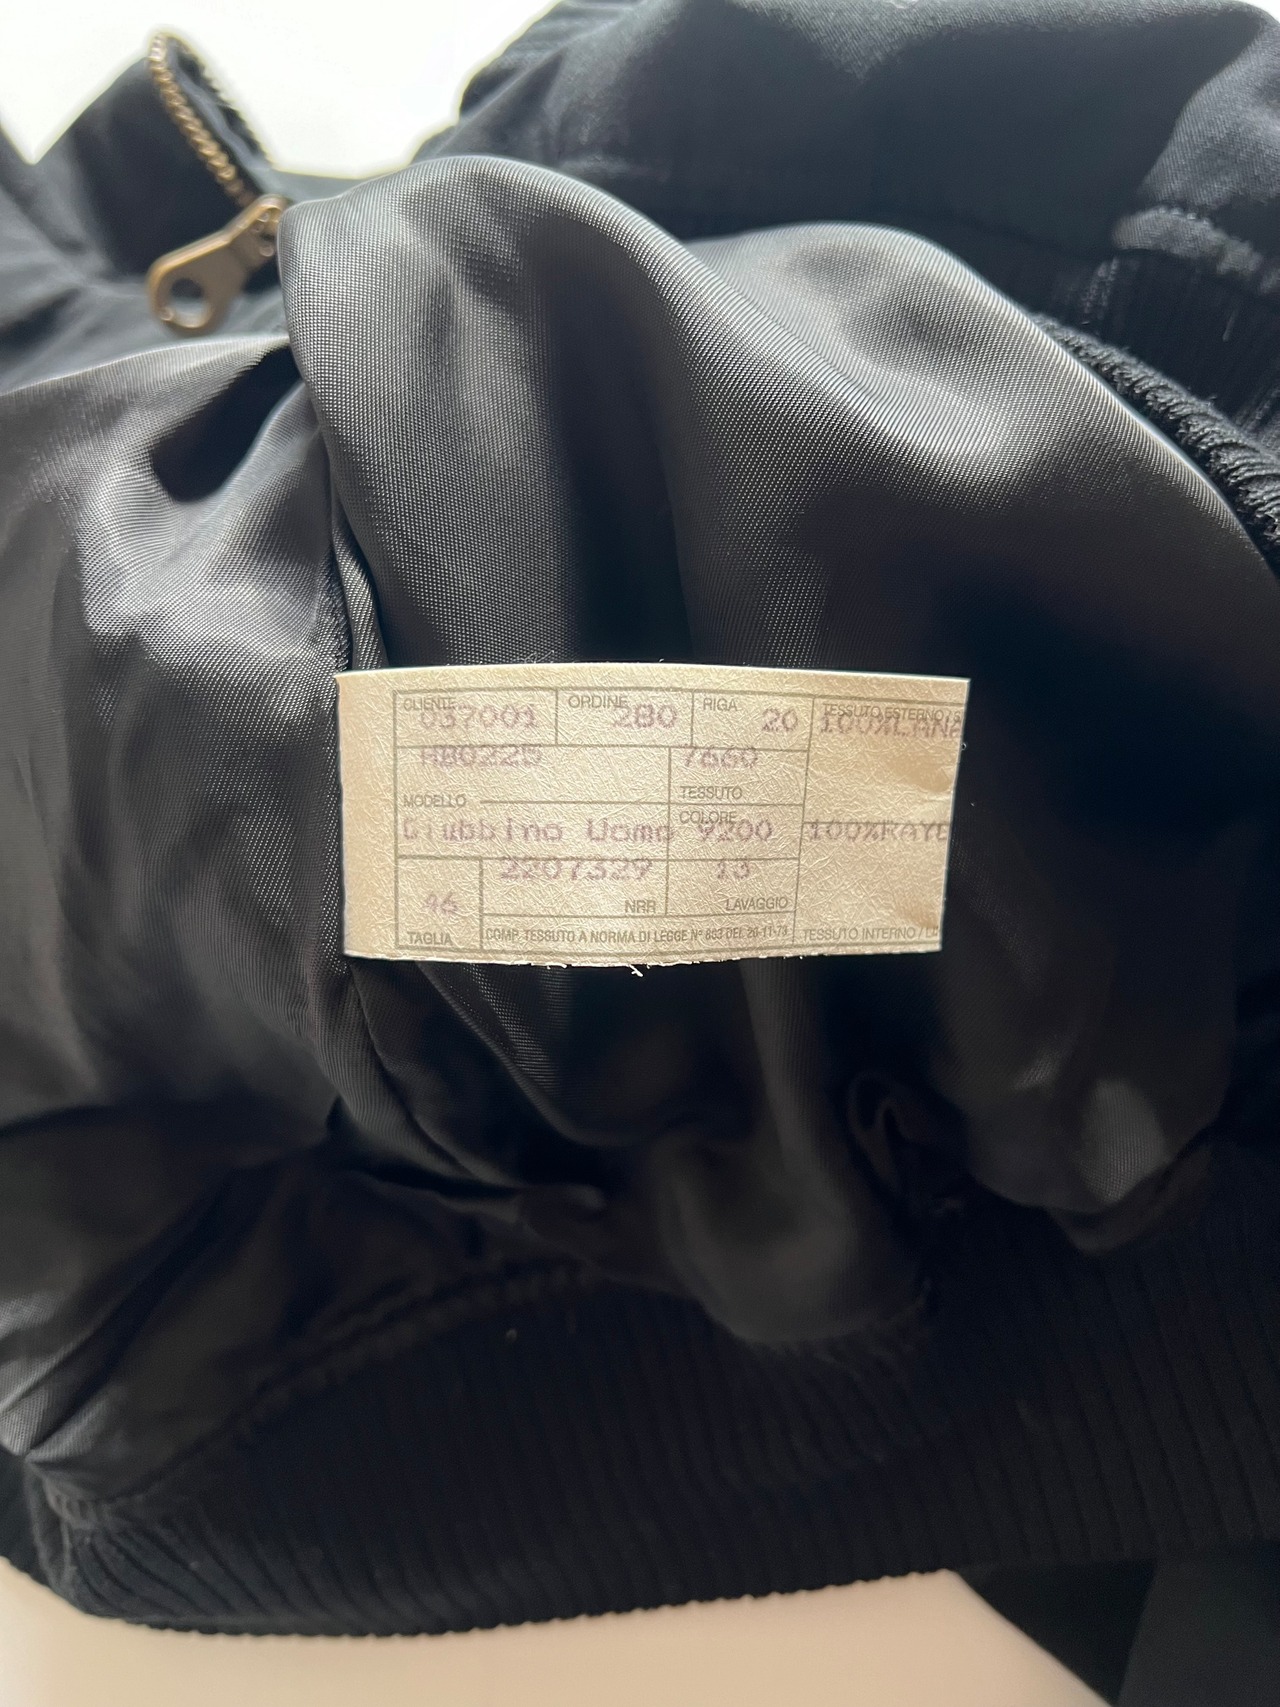 CLIENTE ORDINE RIGA TESSUTO ESTERNO/
037001 280 20 100%LANA
AB0225 7660
MODELLO TESSUTO
COLORE
Giubbino Uomo 9200 100%RAYO
2207329 13
46 NRR LAVAGGIO
TAGLIA COMP. TESSUTO A NORMA DI LEGGE N° 883 DEL 26-11-73 TESSUTO INTERNO /